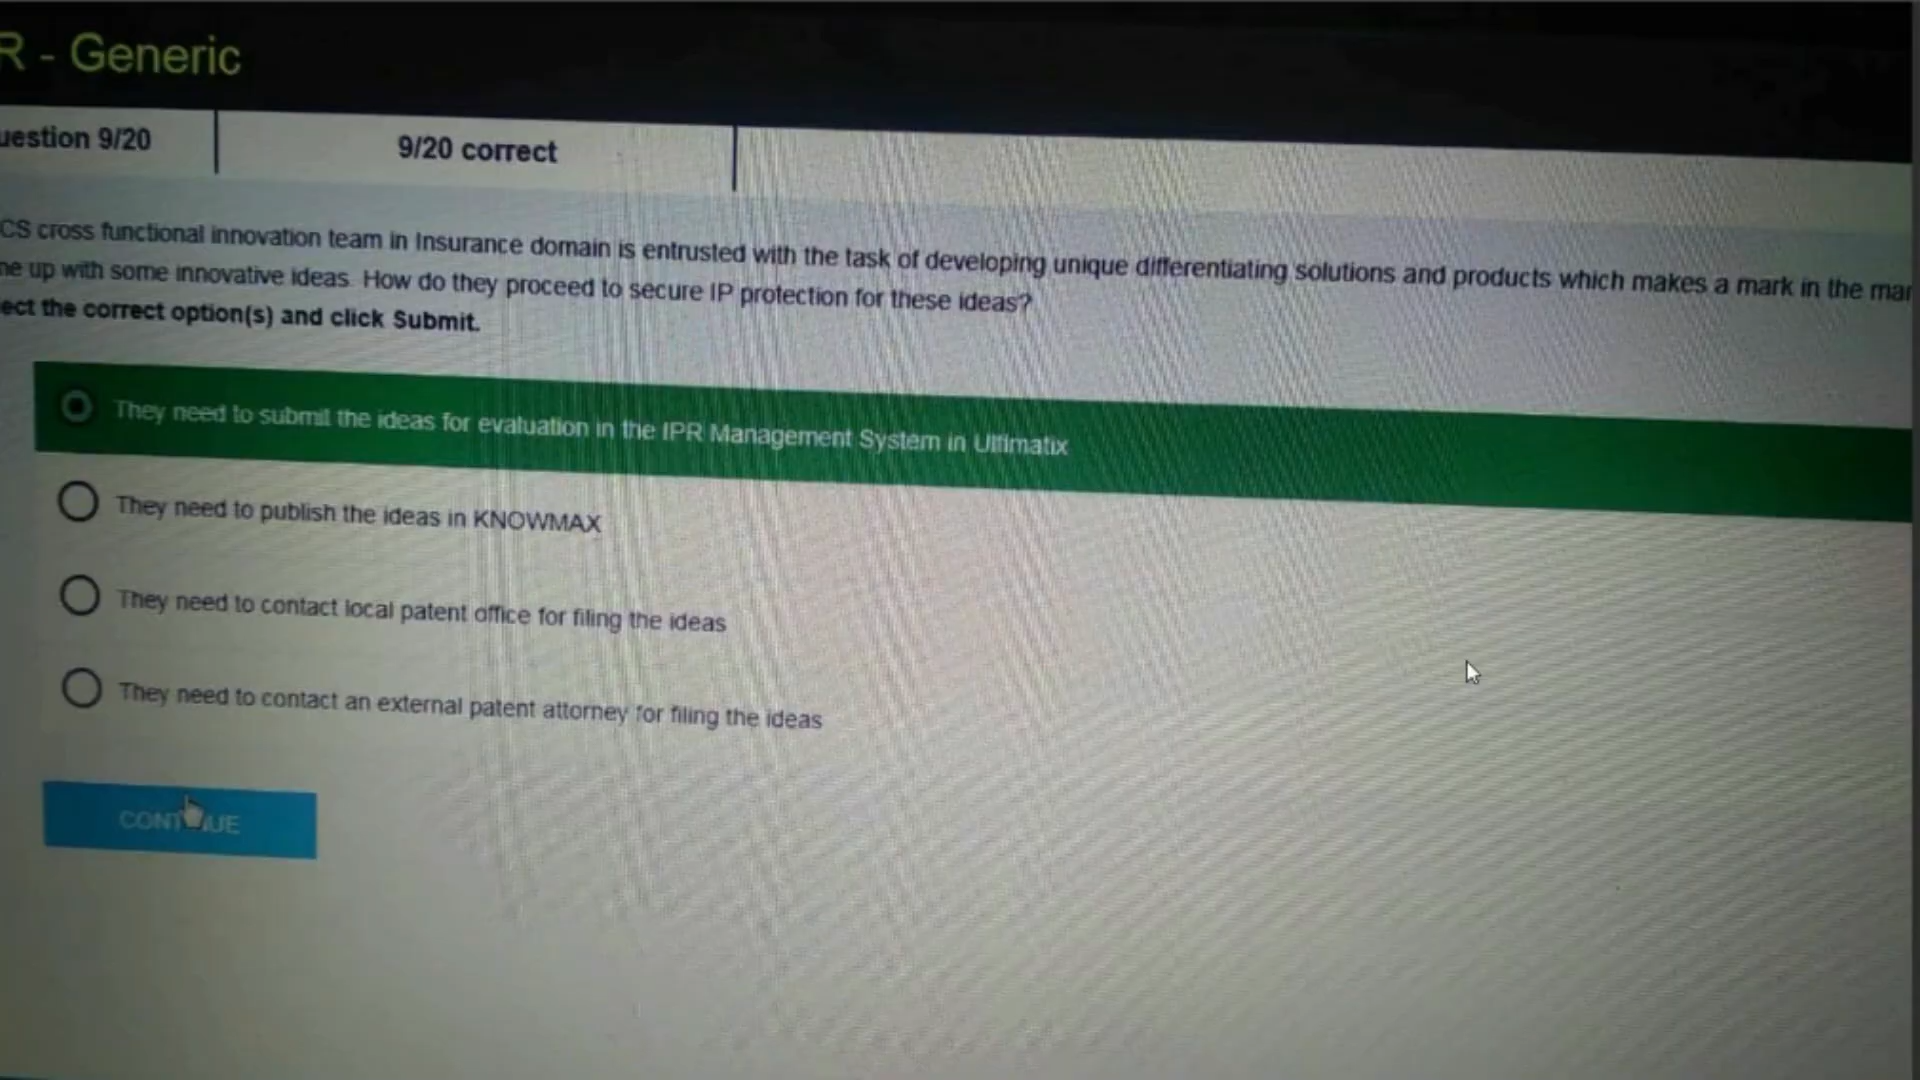 R - Generic
uestion 9/20
9/20 correct
CS cross functional innovation team in Insurance domain is entrusted with the task of developing unique differentiating solutions and products which makes a mark in the mar
me up with some innovative ideas. How do they proceed to secure IP protection for these ideas?
ect the correct option(s) and click Submit.
They need to submit the ideas for evaluation in the IPR Management System in Ultimatix
They need to publish the ideas in KNOWMAX
They need to contact local patent office for filing the ideas
They need to contact an external patent attorney for filing the ideas
CONTINUE